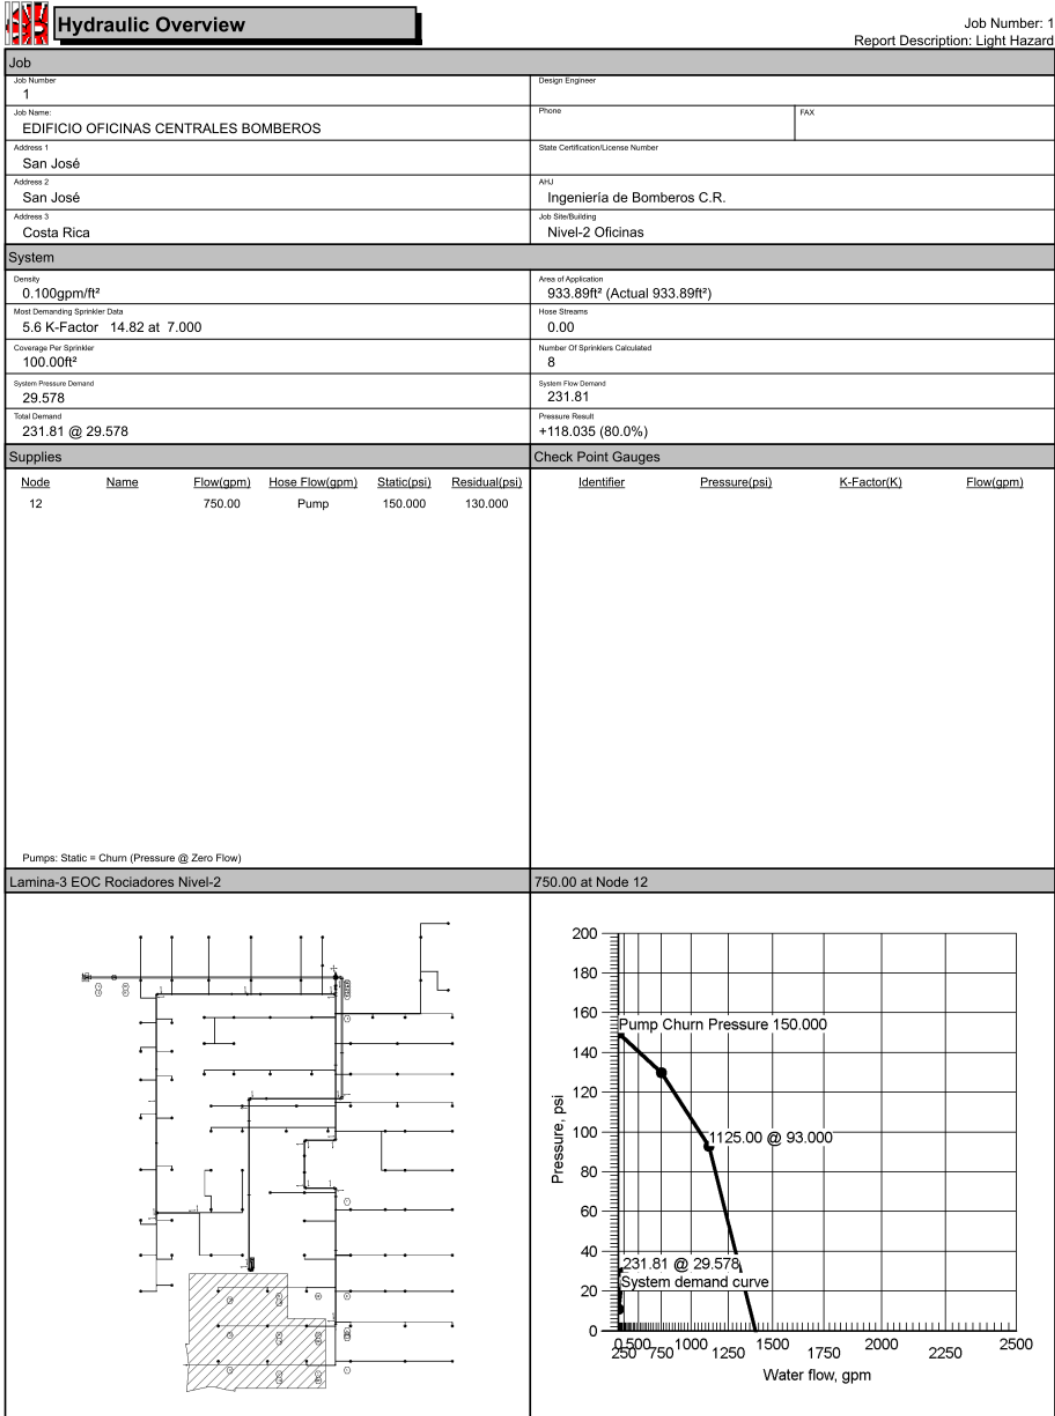 Hydraulic Overview
Job Number: 1
Report Description: Light Hazard
Job
Job Number
1
Design Engineer
Job Name:
EDIFICIO OFICINAS CENTRALES BOMBEROS
Phone
FAX
Address 1
San José
State Certification/License Number
Address 2
San José
AHJ
Ingeniería de Bomberos C.R.
Address 3
Costa Rica
Job Site/Building
Nivel-2 Oficinas
System
Density
0.100gpm/ft²
Area of Application
933.89ft² (Actual 933.89ft²)
Most Demanding Sprinkler Data
5.6 K-Factor 14.82 at 7.000
Hose Streams
0.00
Coverage Per Sprinkler
100.00ft²
Number Of Sprinklers Calculated
8
System Pressure Demand
29.578
System Flow Demand
231.81
Total Demand
231.81 @ 29.578
Pressure Result
+118.035 (80.0%)
Supplies
Check Point Gauges
Node Name Flow(gpm) Hose Flow(gpm) Static(psi) Residual(psi)
Identifier Pressure(psi) K-Factor(K) Flow(gpm)
12 750.00 Pump 150.000 130.000
Pumps: Static = Churn (Pressure @ Zero Flow)
Lamina-3 EOC Rociadores Nivel-2
750.00 at Node 12
200
180
160
Pump Churn Pressure 150.000
140
120
100
1125.00 @ 93.000
80
60
40
231.81 @ 29.578
System demand curve
20
0
Pressure, psi
0 500 1000 1500 2000 2500
250 750 1250 1750 2250
Water flow, gpm